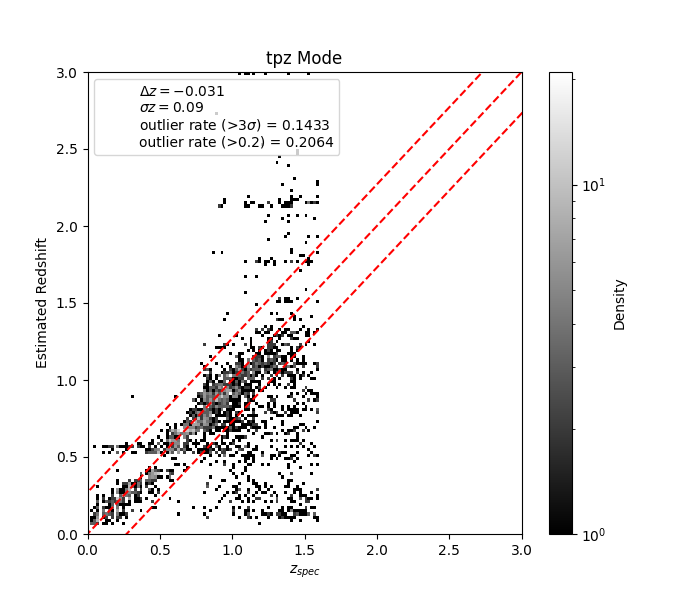 tpz Mode
Δz = −0.031
σz = 0.09
outlier rate (>3σ) = 0.1433
outlier rate (>0.2) = 0.2064
Estimated Redshift
3.0
2.5
2.0
1.5
1.0
0.5
0.0
0.0 0.5 1.0 1.5 2.0 2.5 3.0
z_{spec}
10^1
10^0
Density